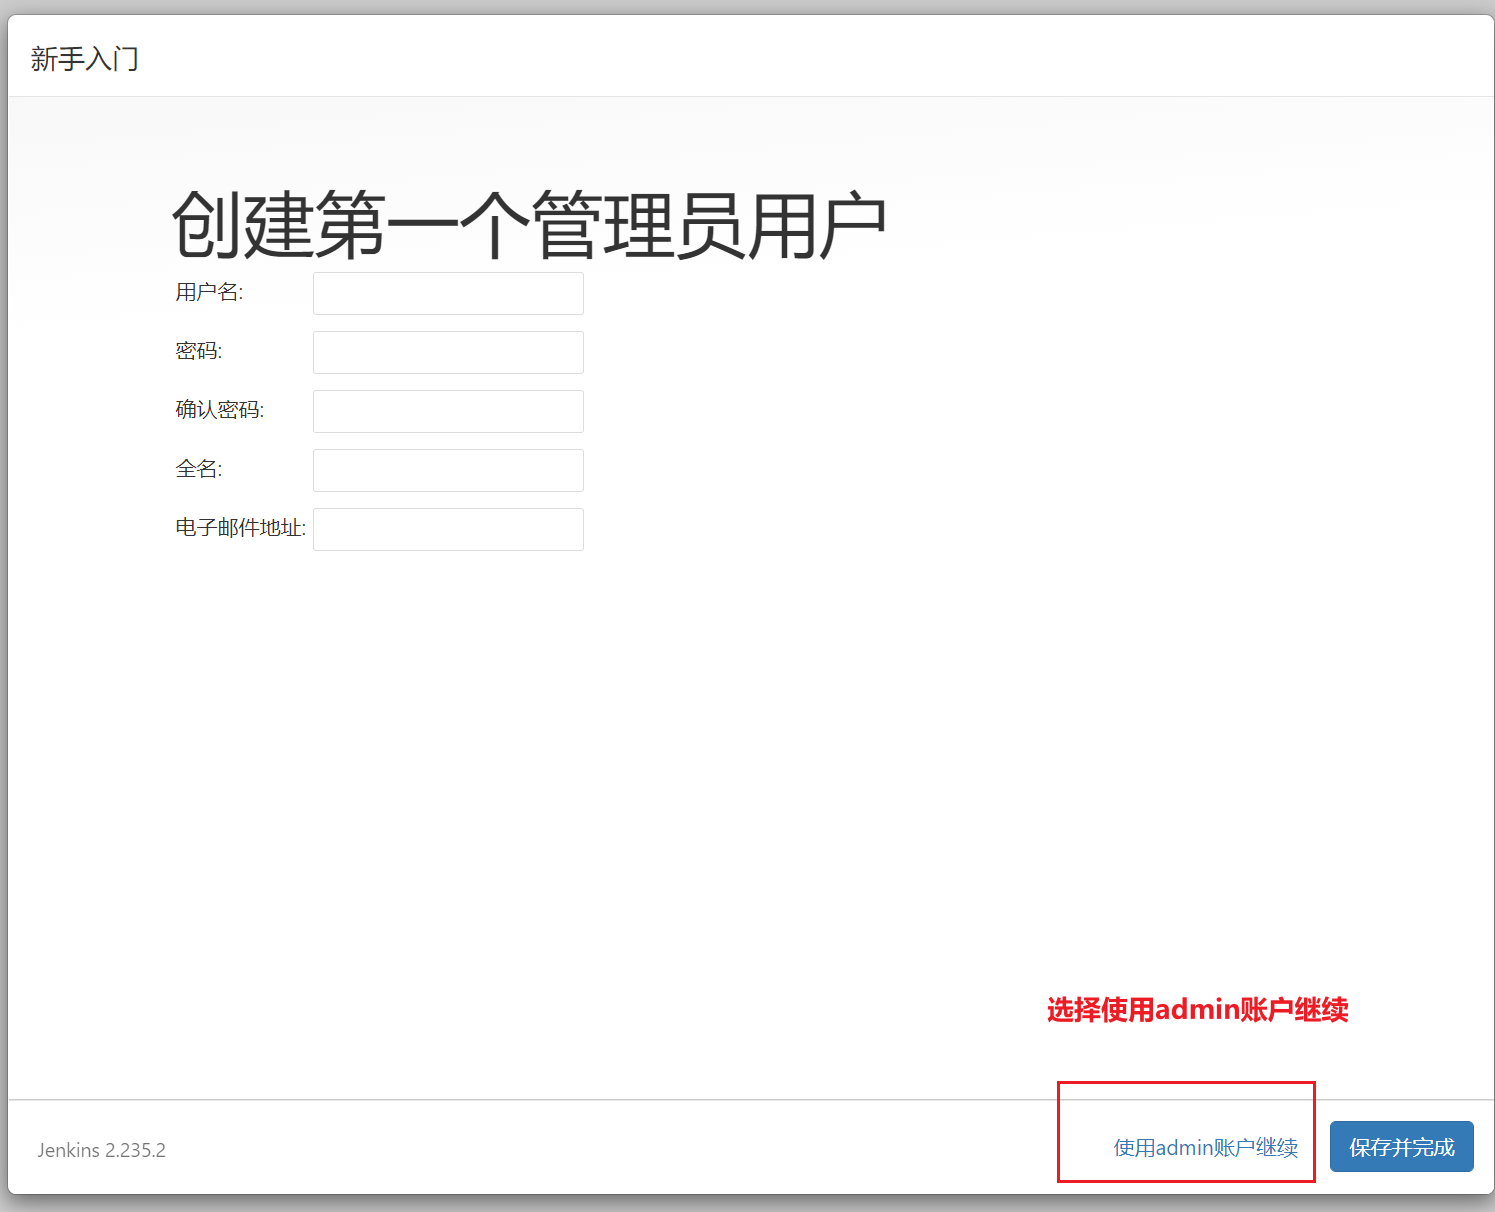 新手入门
创建第一个管理员用户
用户名:
密码:
确认密码:
全名:
电子邮件地址:
选择使用admin账户继续
Jenkins 2.235.2
使用admin账户继续
保存并完成